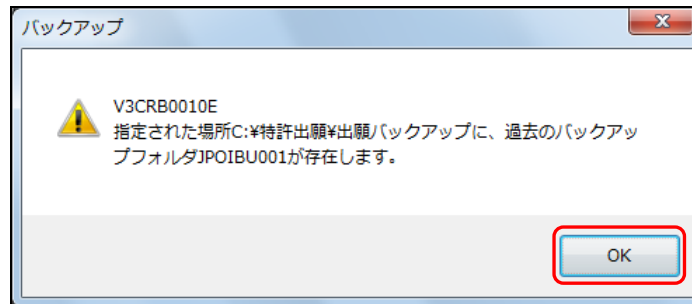 バックアップ
V3CRB0010E
指定された場所C:¥特許出願¥出願バックアップに、過去のバックアッ
プフォルダJPOIBU001が存在します。
OK